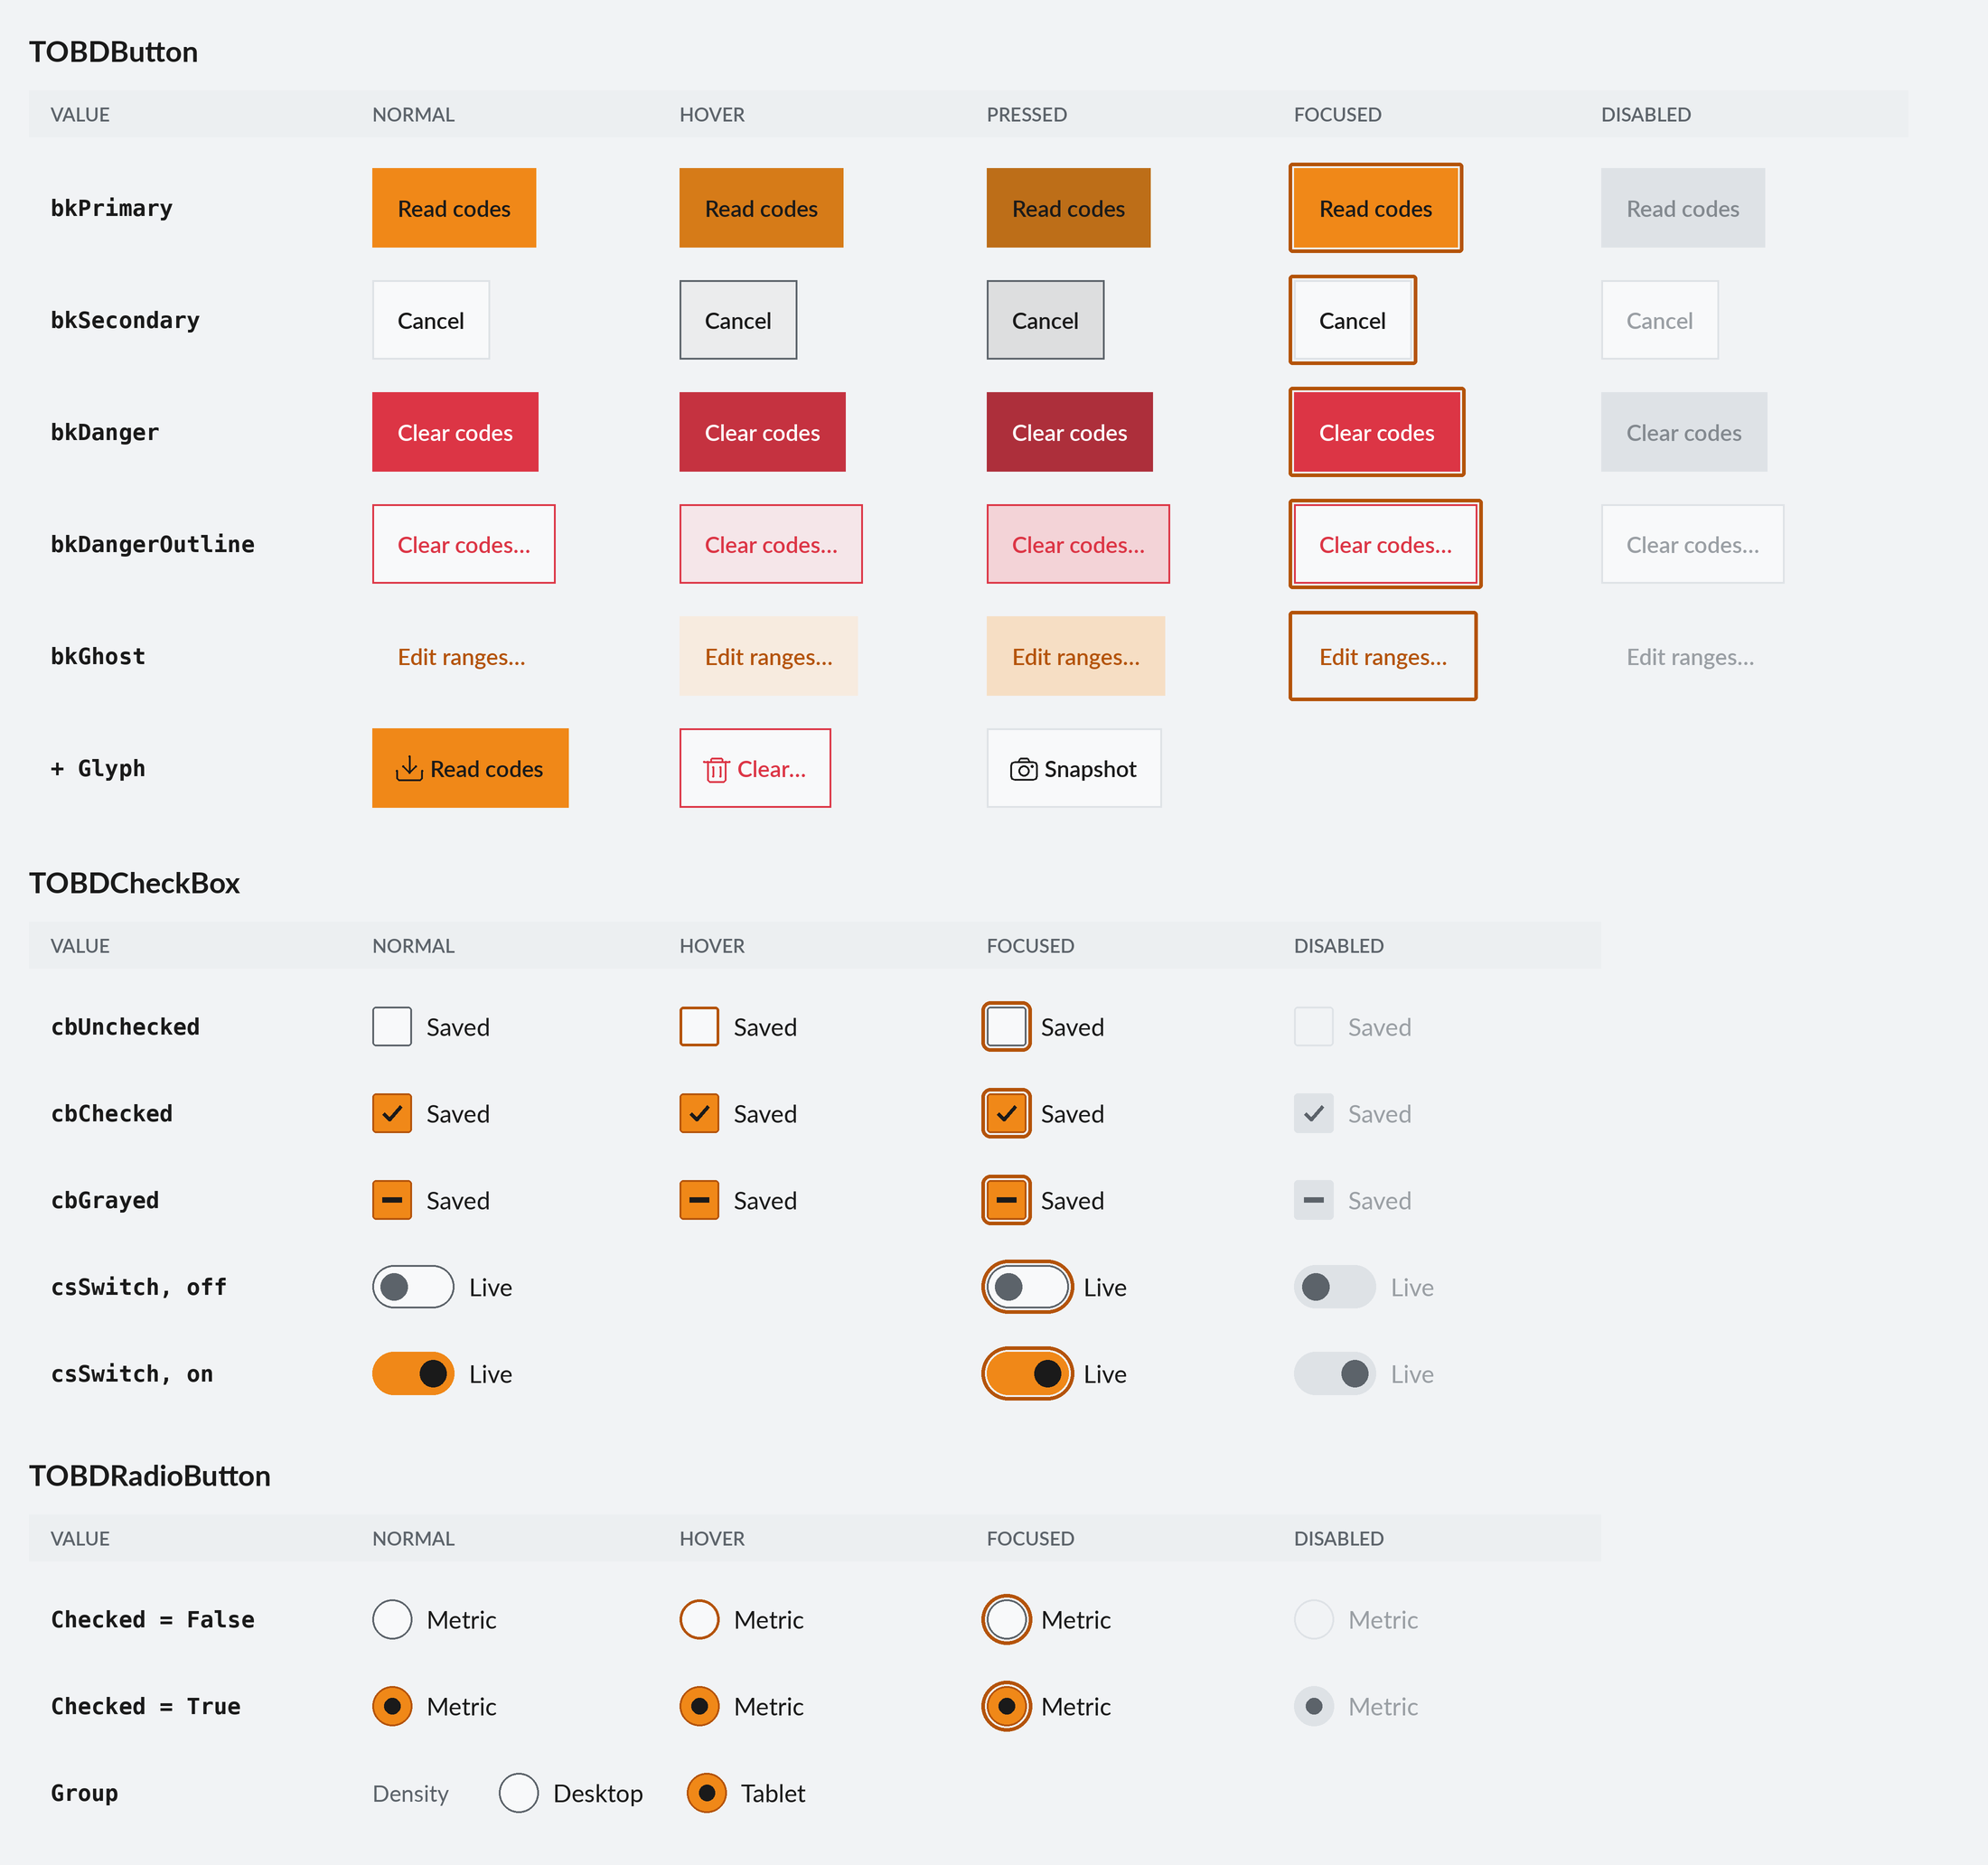 TOBDButton
VALUE NORMAL HOVER PRESSED FOCUSED DISABLED
bkPrimary Read codes Read codes Read codes Read codes Read codes
bkSecondary Cancel Cancel Cancel Cancel Cancel
bkDanger Clear codes Clear codes Clear codes Clear codes Clear codes
bkDangerOutline Clear codes... Clear codes... Clear codes... Clear codes... Clear codes...
bkGhost Edit ranges... Edit ranges... Edit ranges... Edit ranges... Edit ranges...
+ Glyph Read codes Clear... Snapshot
TOBDCheckBox
VALUE NORMAL HOVER FOCUSED DISABLED
cbUnchecked Saved Saved Saved Saved
cbChecked Saved Saved Saved Saved
cbGrayed Saved Saved Saved Saved
csSwitch, off Live Live Live
csSwitch, on Live Live Live
TOBDRadioButton
VALUE NORMAL HOVER FOCUSED DISABLED
Checked = False Metric Metric Metric Metric
Checked = True Metric Metric Metric Metric
Group Density Desktop Tablet